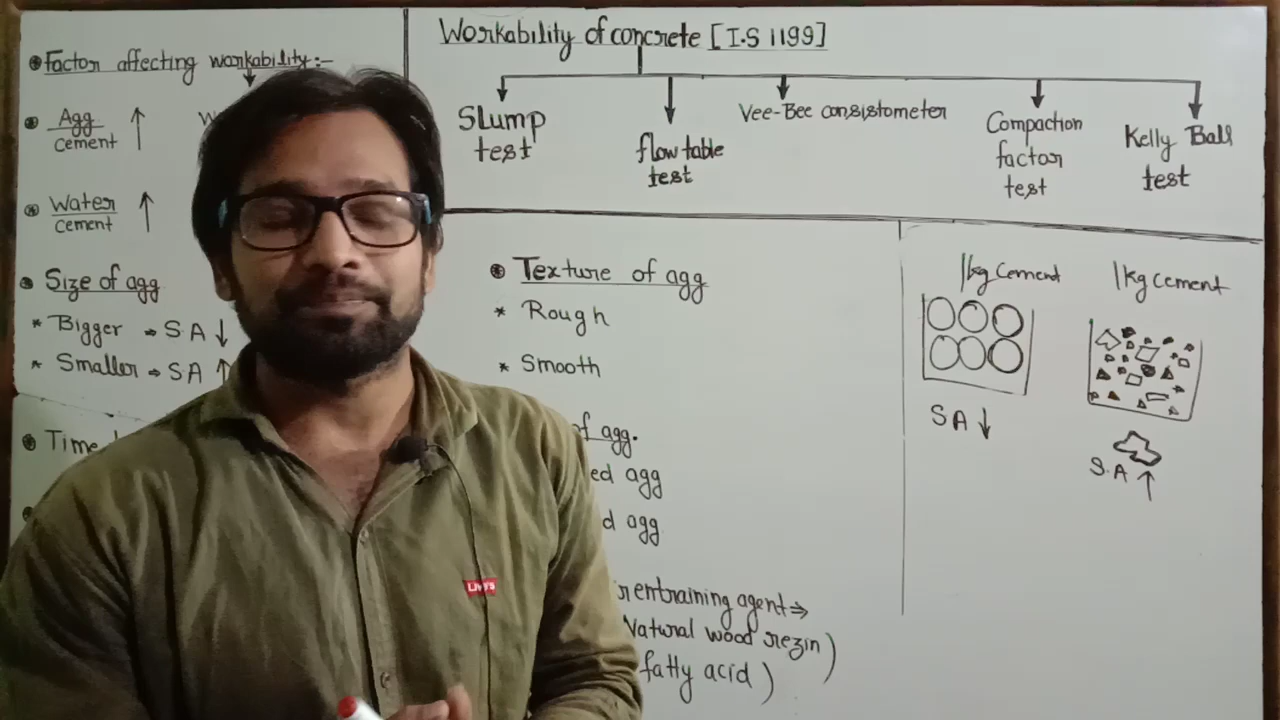 Factor affecting workability:-
Agg
cement
Water
cement
Size of agg
* Bigger → S.A ↓
* Smaller → S.A ↑
Time
Workability of concrete [I.S 1199]
Slump
test
flow table
test
Vee-Bee consistometer
Compaction
factor
test
Kelly Ball
test
Texture of agg
* Rough
* Smooth
of agg.
ed agg
d agg
rentraining agent ⇒
Natural wood rezin)
fatty acid)
1kg Cement
SA ↓
1kg cement
S.A ↑
Levi's